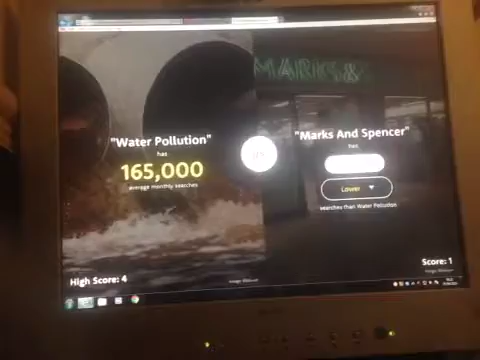 MARKS &
"Water Pollution"
has
165,000
average monthly searches
"Marks And Spencer"
has
Lower
searches than Water Pollution
High Score: 4
Score: 1